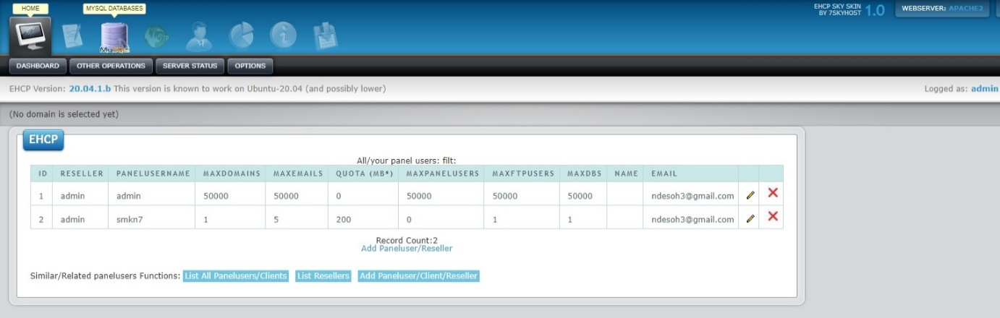 HOME MYSQL DATABASES
EHCP SKY SKIN
BY 7SKYHOST 1.0 WEBSERVER: APACHE2
MySQL FTP
DASHBOARD OTHER OPERATIONS SERVER STATUS OPTIONS
EHCP Version: 20.04.1.b This version is known to work on Ubuntu-20.04 (and possibly lower) Logged as: admin
(No domain is selected yet)
EHCP
All/your panel users: filt:
ID RESELLER PANELUSERNAME MAXDOMAINS MAXEMAILS QUOTA (MB*) MAXPANELUSERS MAXFTPUSERS MAXDBS NAME EMAIL
1 admin admin 50000 50000 0 50000 50000 50000 ndesoh3@gmail.com
2 admin smkn7 1 5 200 0 1 1 ndesoh3@gmail.com
Record Count:2
Add Paneluser/Reseller
Similar/Related panelusers Functions: List All Panelusers/Clients List Resellers Add Paneluser/Client/Reseller